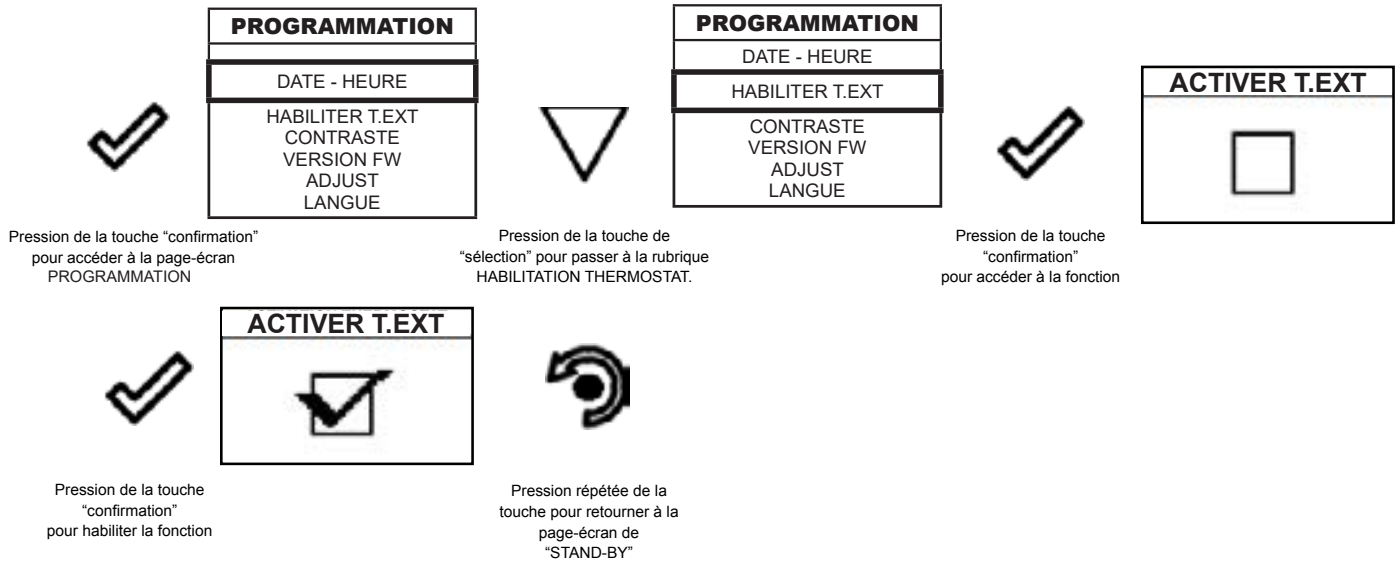 PROGRAMMATION
DATE - HEURE
HABILITER T.EXT
CONTRASTE
VERSION FW
ADJUST
LANGUE
PROGRAMMATION
DATE - HEURE
HABILITER T.EXT
CONTRASTE
VERSION FW
ADJUST
LANGUE
ACTIVER T.EXT
Pression de la touche “confirmation”
pour accéder à la page-écran
PROGRAMMATION
Pression de la touche de
“sélection” pour passer à la rubrique
HABILITATION THERMOSTAT.
Pression de la touche
“confirmation”
pour accéder à la fonction
ACTIVER T.EXT
Pression de la touche
“confirmation”
pour habiliter la fonction
Pression répétée de la
touche pour retourner à la
page-écran de
“STAND-BY”